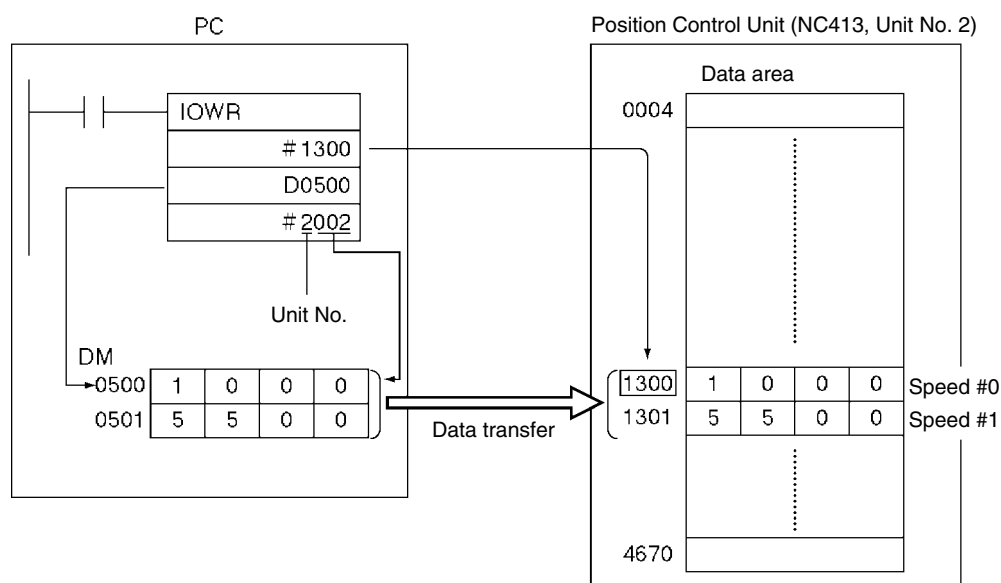 PC
Position Control Unit (NC413, Unit No. 2)
Data area
0004
IOWR
#1300
D0500
#2002
Unit No.
DM
0500 1 0 0 0
0501 5 5 0 0
Data transfer
1300 1 0 0 0 Speed #0
1301 5 5 0 0 Speed #1
4670